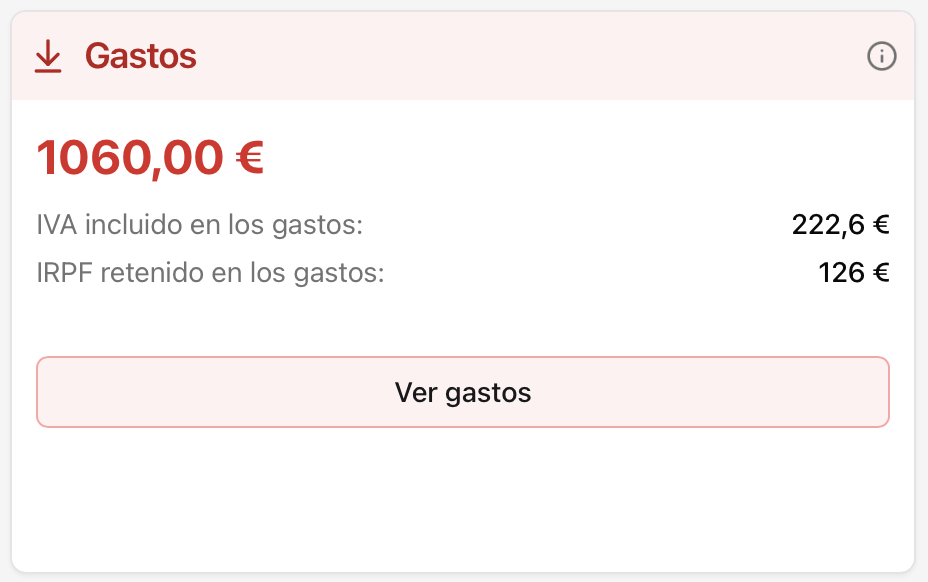 Gastos
1060,00 €
IVA incluido en los gastos: 222,6 €
IRPF retenido en los gastos: 126 €
Ver gastos